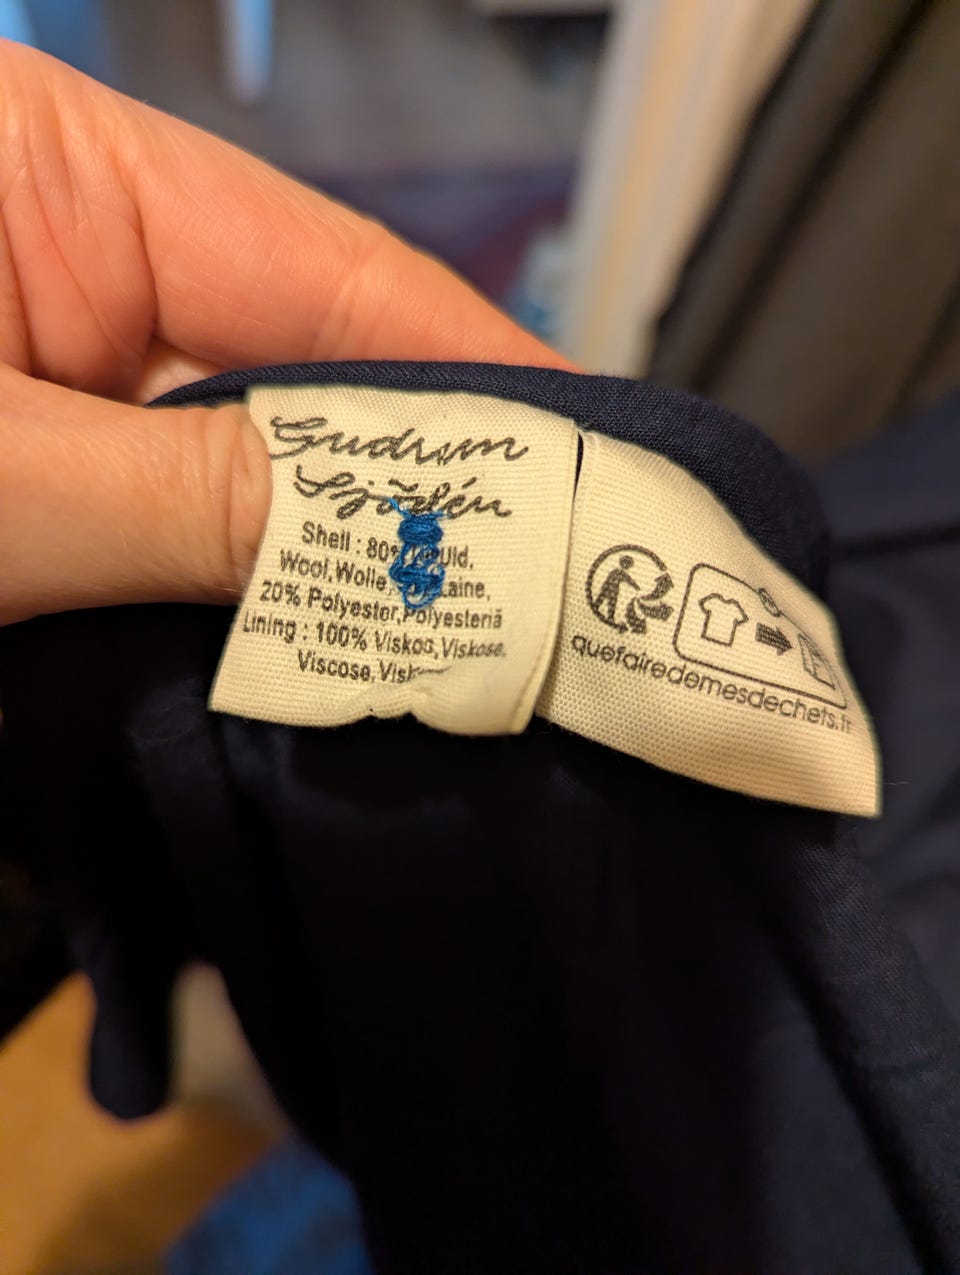 Gudrun
Sjödén
Shell : 80%
Wool,Wolle,
20% Polyester,Polyesteriä
Lining : 100% Viskos,Viskose,
Viscose,
quefairedemesdechets.fr